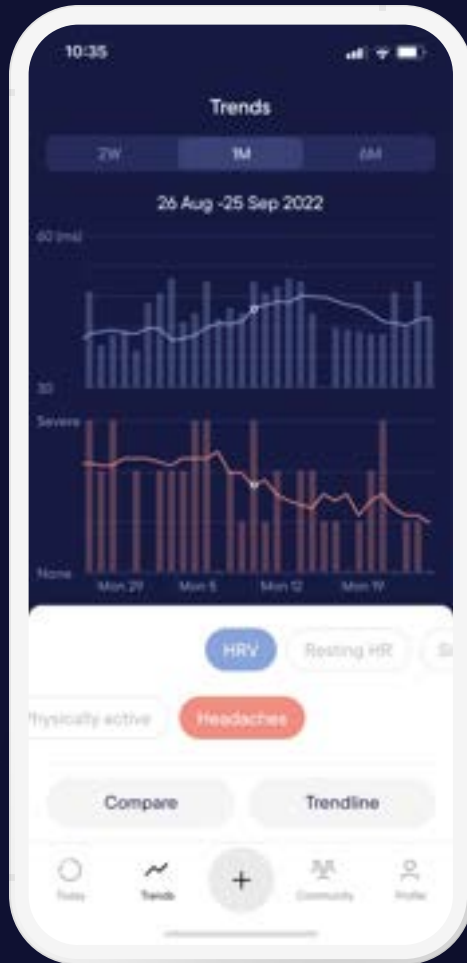 10:35
Trends
2W 1M 6M
26 Aug -25 Sep 2022
60 (ms)
30
Severe
None
Mon 29 Mon 5 Mon 12 Mon 19
HRV Resting HR
Physically active Headaches
Compare Trendline
Today Trends + Community Profile